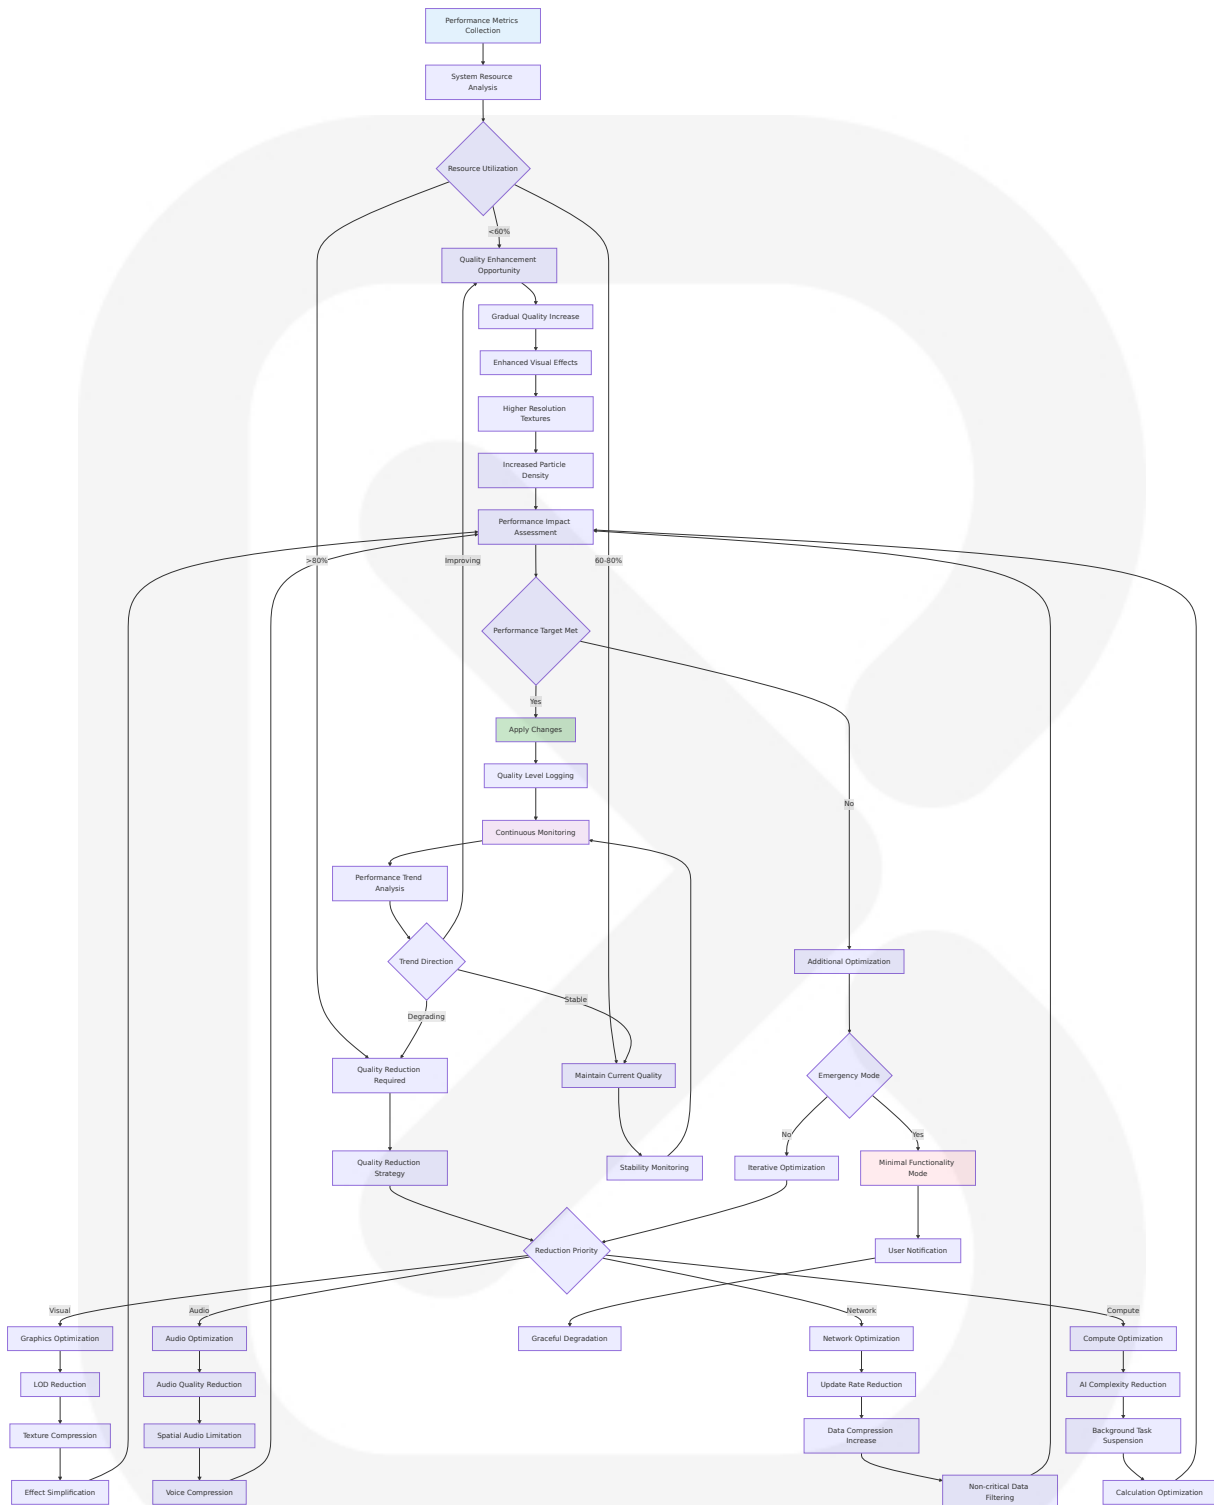 Performance Metrics
Collection
System Resource
Analysis
Resource Utilization
<60%
Quality Enhancement
Opportunity
Gradual Quality Increase
Enhanced Visual Effects
Higher Resolution
Textures
Increased Particle
Density
Performance Impact
Assessment
>80%
Improving
60-80%
Performance Target Met
Yes
Apply Changes
Quality Level Logging
No
Continuous Monitoring
Performance Trend
Analysis
Trend Direction
Additional Optimization
Stable
Degrading
Quality Reduction
Required
Maintain Current Quality
Emergency Mode
No
Yes
Quality Reduction
Strategy
Stability Monitoring
Iterative Optimization
Minimal Functionality
Mode
Reduction Priority
User Notification
Visual
Audio
Network
Compute
Graphics Optimization
Audio Optimization
Graceful Degradation
Network Optimization
Compute Optimization
LOD Reduction
Audio Quality Reduction
Update Rate Reduction
AI Complexity Reduction
Texture Compression
Spatial Audio Limitation
Data Compression
Increase
Background Task
Suspension
Effect Simplification
Voice Compression
Non-critical Data
Filtering
Calculation Optimization